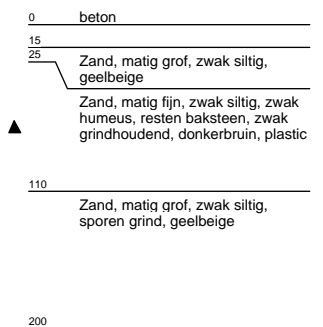 0 beton
15
Zand, matig grof, zwak siltig,
geelbeige
25
Zand, matig fijn, zwak siltig, zwak
humeus, resten baksteen, zwak
grindhoudend, donkerbruin, plastic
110
Zand, matig grof, zwak siltig,
sporen grind, geelbeige
200